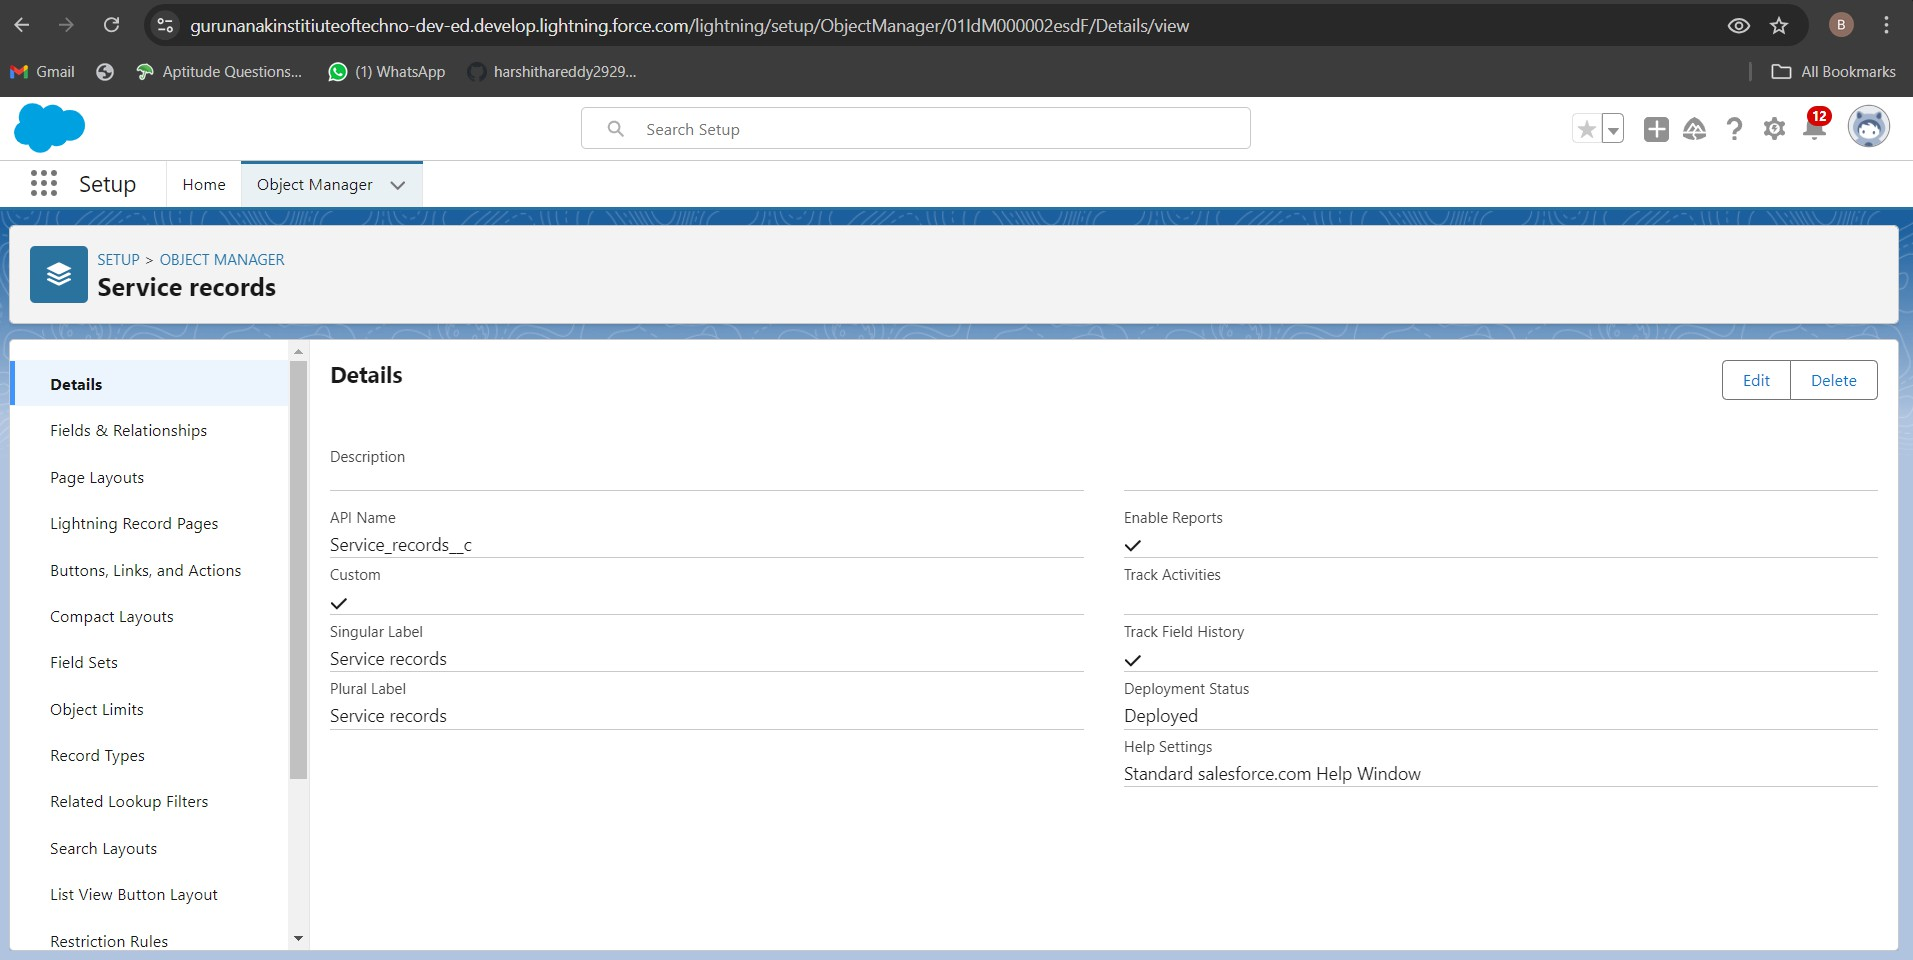 gurunanakinstitiuteoftechno-dev-ed.develop.lightning.force.com/lightning/setup/ObjectManager/01IdM000002esdF/Details/view
B
Gmail
Aptitude Questions...
(1) WhatsApp
harshithareddy2929...
All Bookmarks
Search Setup
12
Setup
Home
Object Manager
SETUP > OBJECT MANAGER
Service records
Details
Fields & Relationships
Page Layouts
Lightning Record Pages
Buttons, Links, and Actions
Compact Layouts
Field Sets
Object Limits
Record Types
Related Lookup Filters
Search Layouts
List View Button Layout
Restriction Rules
Details
Edit
Delete
Description
API Name
Service_records__c
Custom
Singular Label
Service records
Plural Label
Service records
Enable Reports
Track Activities
Track Field History
Deployment Status
Deployed
Help Settings
Standard salesforce.com Help Window